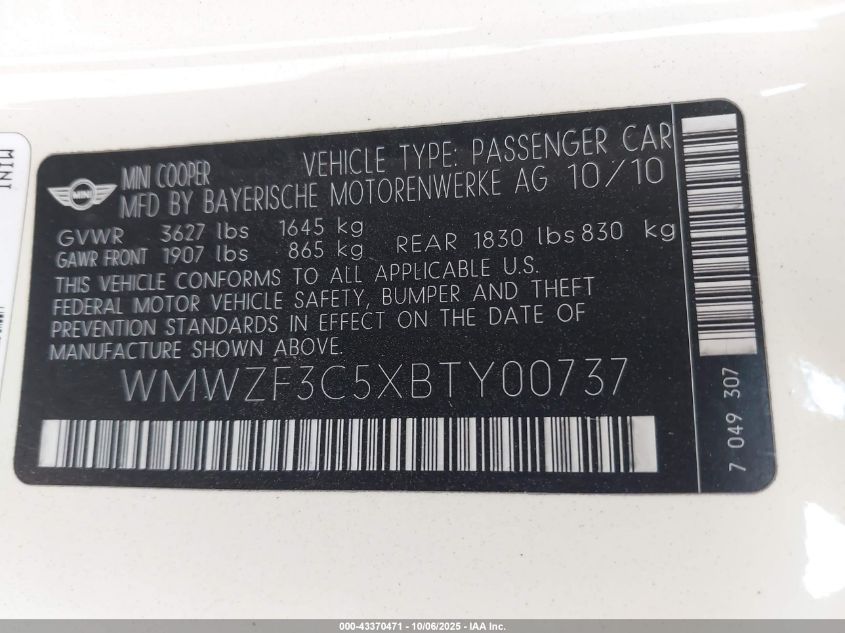 MINI
MINI COOPER VEHICLE TYPE: PASSENGER CAR
MFD BY BAYERISCHE MOTORENWERKE AG 10/10
GVWR 3627 lbs 1645 kg
GAWR FRONT 1907 lbs 865 kg REAR 1830 lbs 830 kg
THIS VEHICLE CONFORMS TO ALL APPLICABLE U.S.
FEDERAL MOTOR VEHICLE SAFETY, BUMPER AND THEFT
PREVENTION STANDARDS IN EFFECT ON THE DATE OF
MANUFACTURE SHOWN ABOVE.
WMWZF3C5XBTY00737
7 049 307
MINI
000-43370471 - 10/06/2025 - IAA Inc.